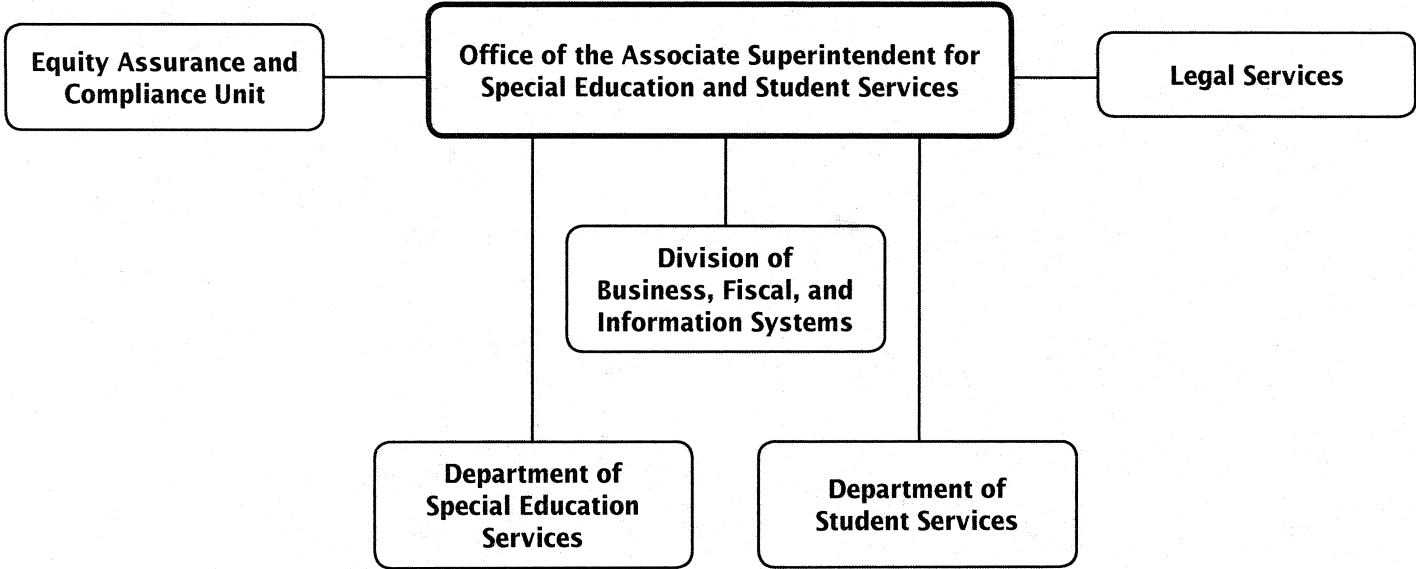 Equity Assurance and
Compliance Unit
Office of the Associate Superintendent for
Special Education and Student Services
Legal Services
Division of
Business, Fiscal, and
Information Systems
Department of
Special Education
Services
Department of
Student Services